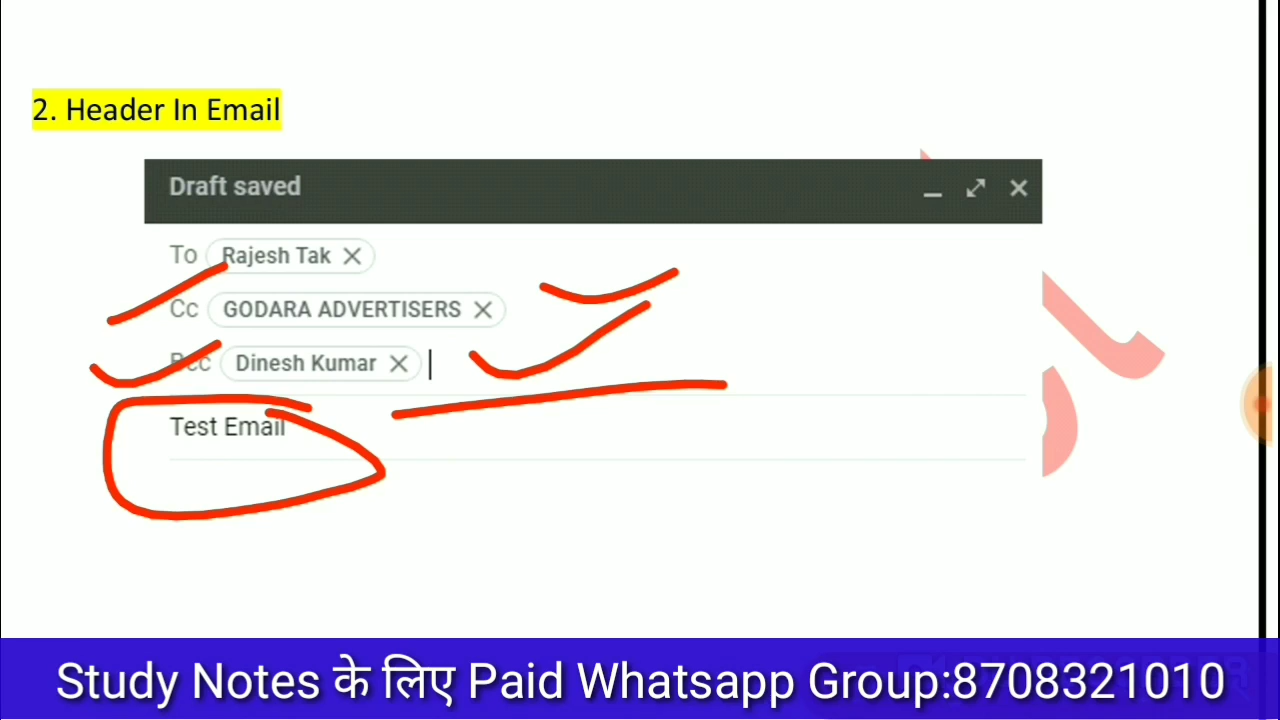 2. Header In Email
Draft saved
To Rajesh Tak
Cc GODARA ADVERTISERS
Bcc Dinesh Kumar
Test Email
Study Notes के लिए Paid Whatsapp Group:8708321010